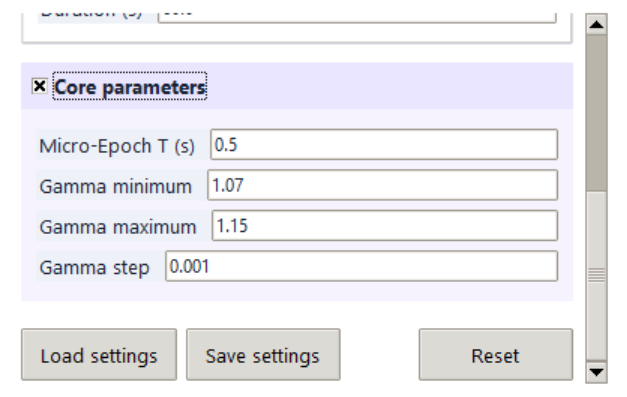 Duration (s)
Core parameters
Micro-Epoch T (s) 0.5
Gamma minimum 1.07
Gamma maximum 1.15
Gamma step 0.001
Load settings Save settings Reset